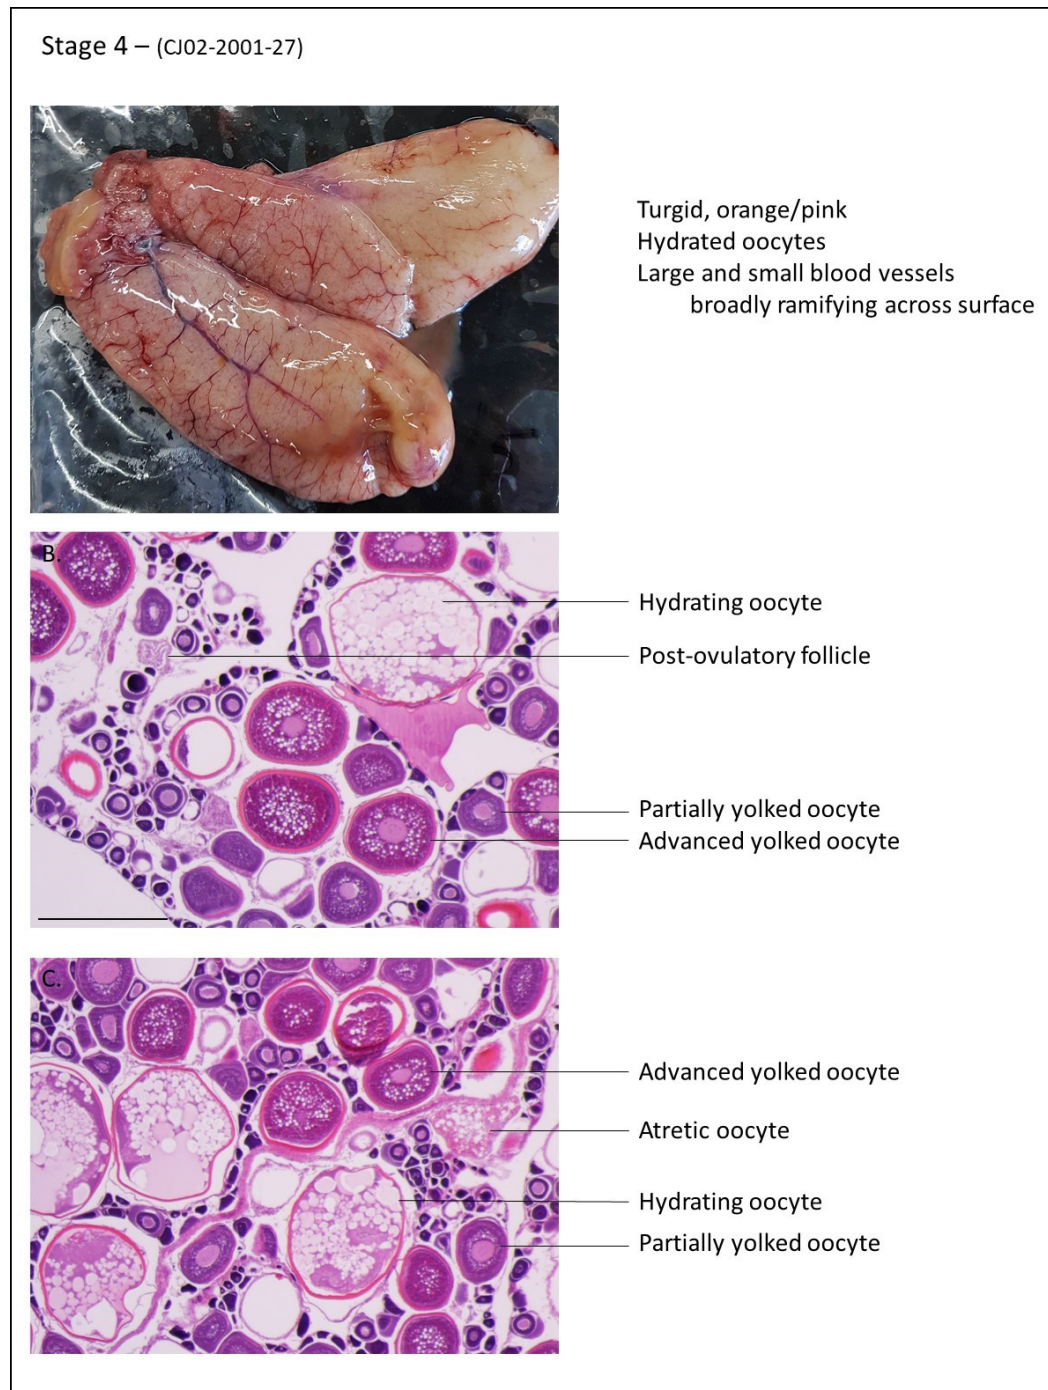 Stage 4 – (CJ02-2001-27)
A.
Turgid, orange/pink
Hydrated oocytes
Large and small blood vessels
broadly ramifying across surface
B.
Hydrating oocyte
Post-ovulatory follicle
Partially yolked oocyte
Advanced yolked oocyte
C.
Advanced yolked oocyte
Atretic oocyte
Hydrating oocyte
Partially yolked oocyte